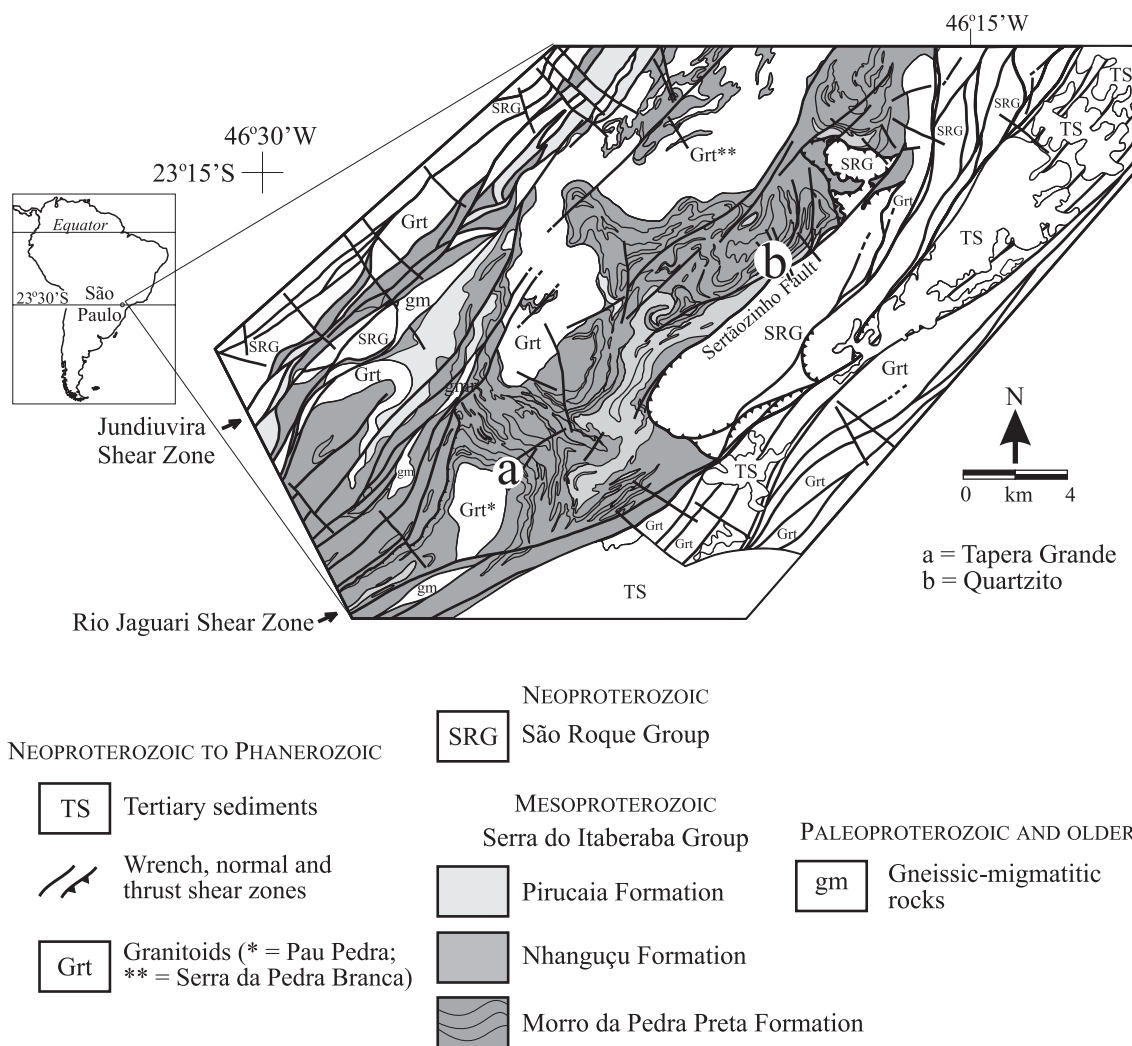 46°15'W
46°30'W
23°15'S
Equator
23°30'S
São
Paulo
SRG
Grt**
SRG
SRG
SRG
TS
TS
Grt
Grt
TS
gm
b
Sertãozinho Fault
SRG
SRG
SRG
Grt
Grt
Grt
gm
Jundiuvira
Shear Zone
a
gm
Grt*
TS
Grt
Grt
Grt
Grt
gm
TS
Rio Jaguari Shear Zone
N
0 km 4
a = Tapera Grande
b = Quartzito
NEOPROTEROZOIC TO PHANEROZOIC
TS Tertiary sediments
Wrench, normal and
thrust shear zones
Grt Granitoids (* = Pau Pedra;
** = Serra da Pedra Branca)
NEOPROTEROZOIC
SRG São Roque Group
MESOPROTEROZOIC
Serra do Itaberaba Group
Pirucaia Formation
Nhanguçu Formation
Morro da Pedra Preta Formation
PALEOPROTEROZOIC AND OLDER
gm Gneissic-migmatitic
rocks